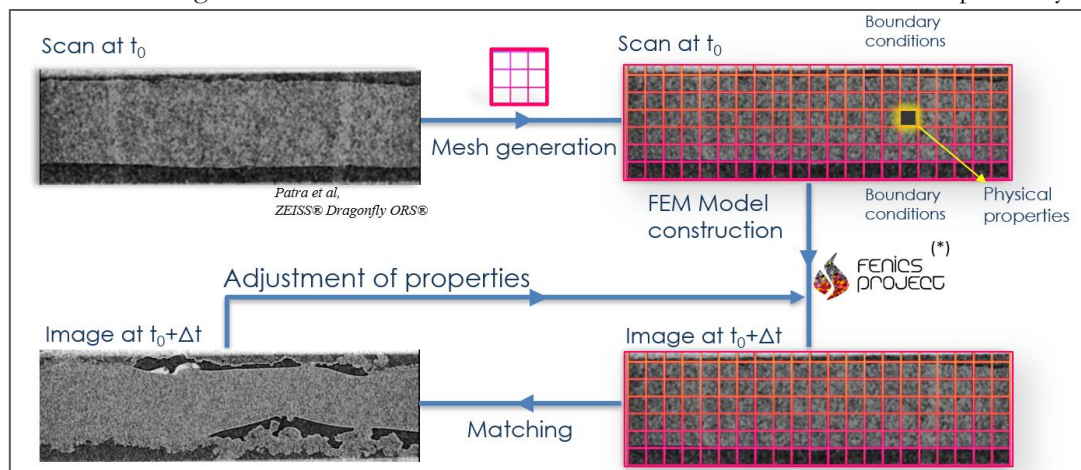 Scan at t0
Patra et al,
ZEISS® Dragonfly ORS®
Mesh generation
Scan at t0
Boundary
conditions
Boundary
conditions
Physical
properties
FEM Model
construction
FENICS
PROJECT
(*)
Adjustment of properties
Image at t0+Δt
Image at t0+Δt
Matching